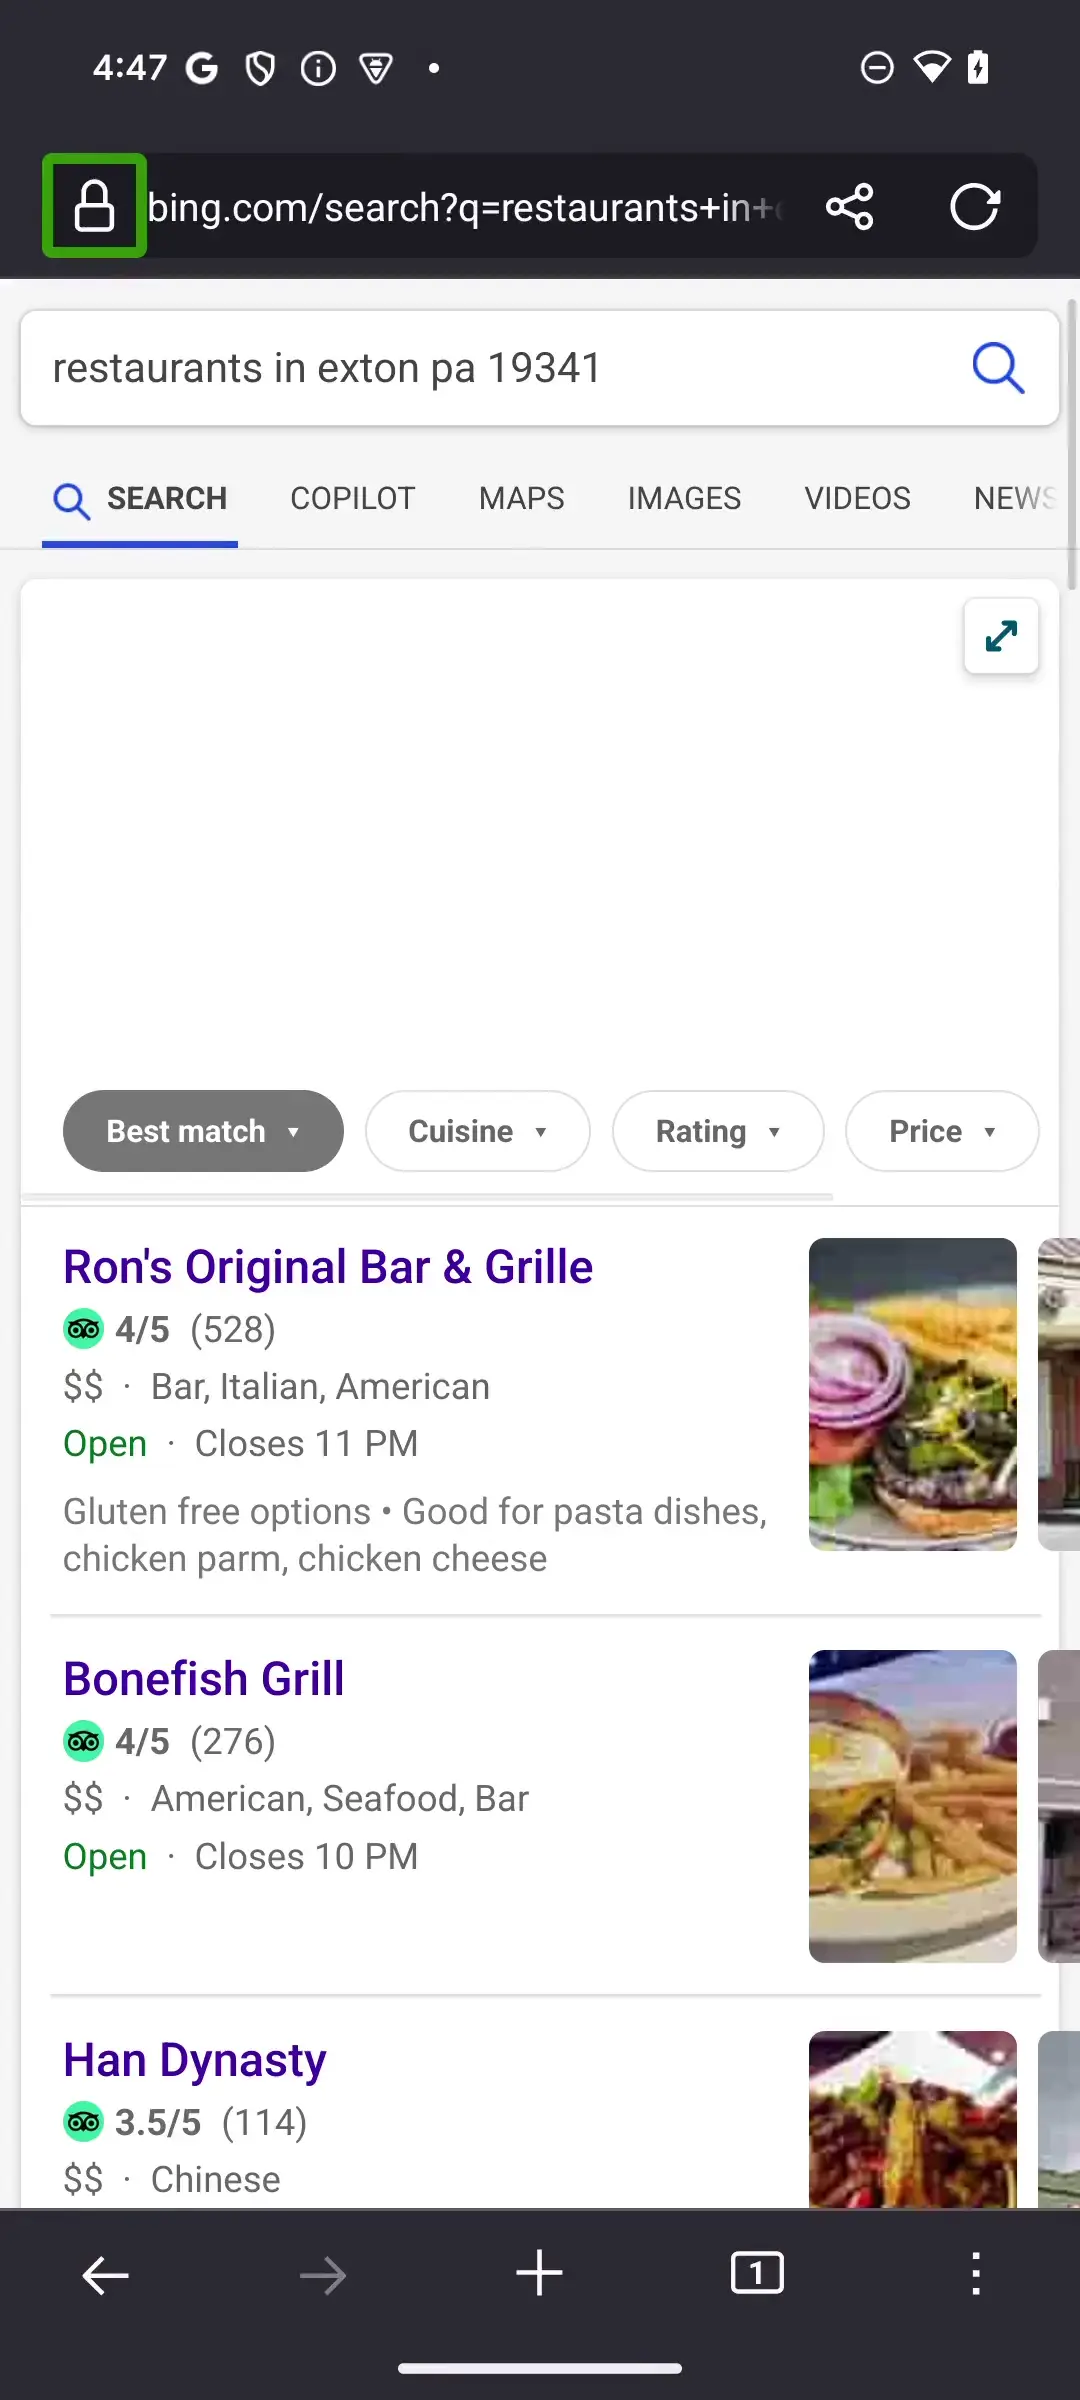 4:47
bing.com/search?q=restaurants+in+
restaurants in exton pa 19341
SEARCH COPILOT MAPS IMAGES VIDEOS NEWS
Best match ▾ Cuisine ▾ Rating ▾ Price ▾
Ron's Original Bar & Grille
4/5 (528)
$$ · Bar, Italian, American
Open · Closes 11 PM
Gluten free options • Good for pasta dishes,
chicken parm, chicken cheese
Bonefish Grill
4/5 (276)
$$ · American, Seafood, Bar
Open · Closes 10 PM
Han Dynasty
3.5/5 (114)
$$ · Chinese
1